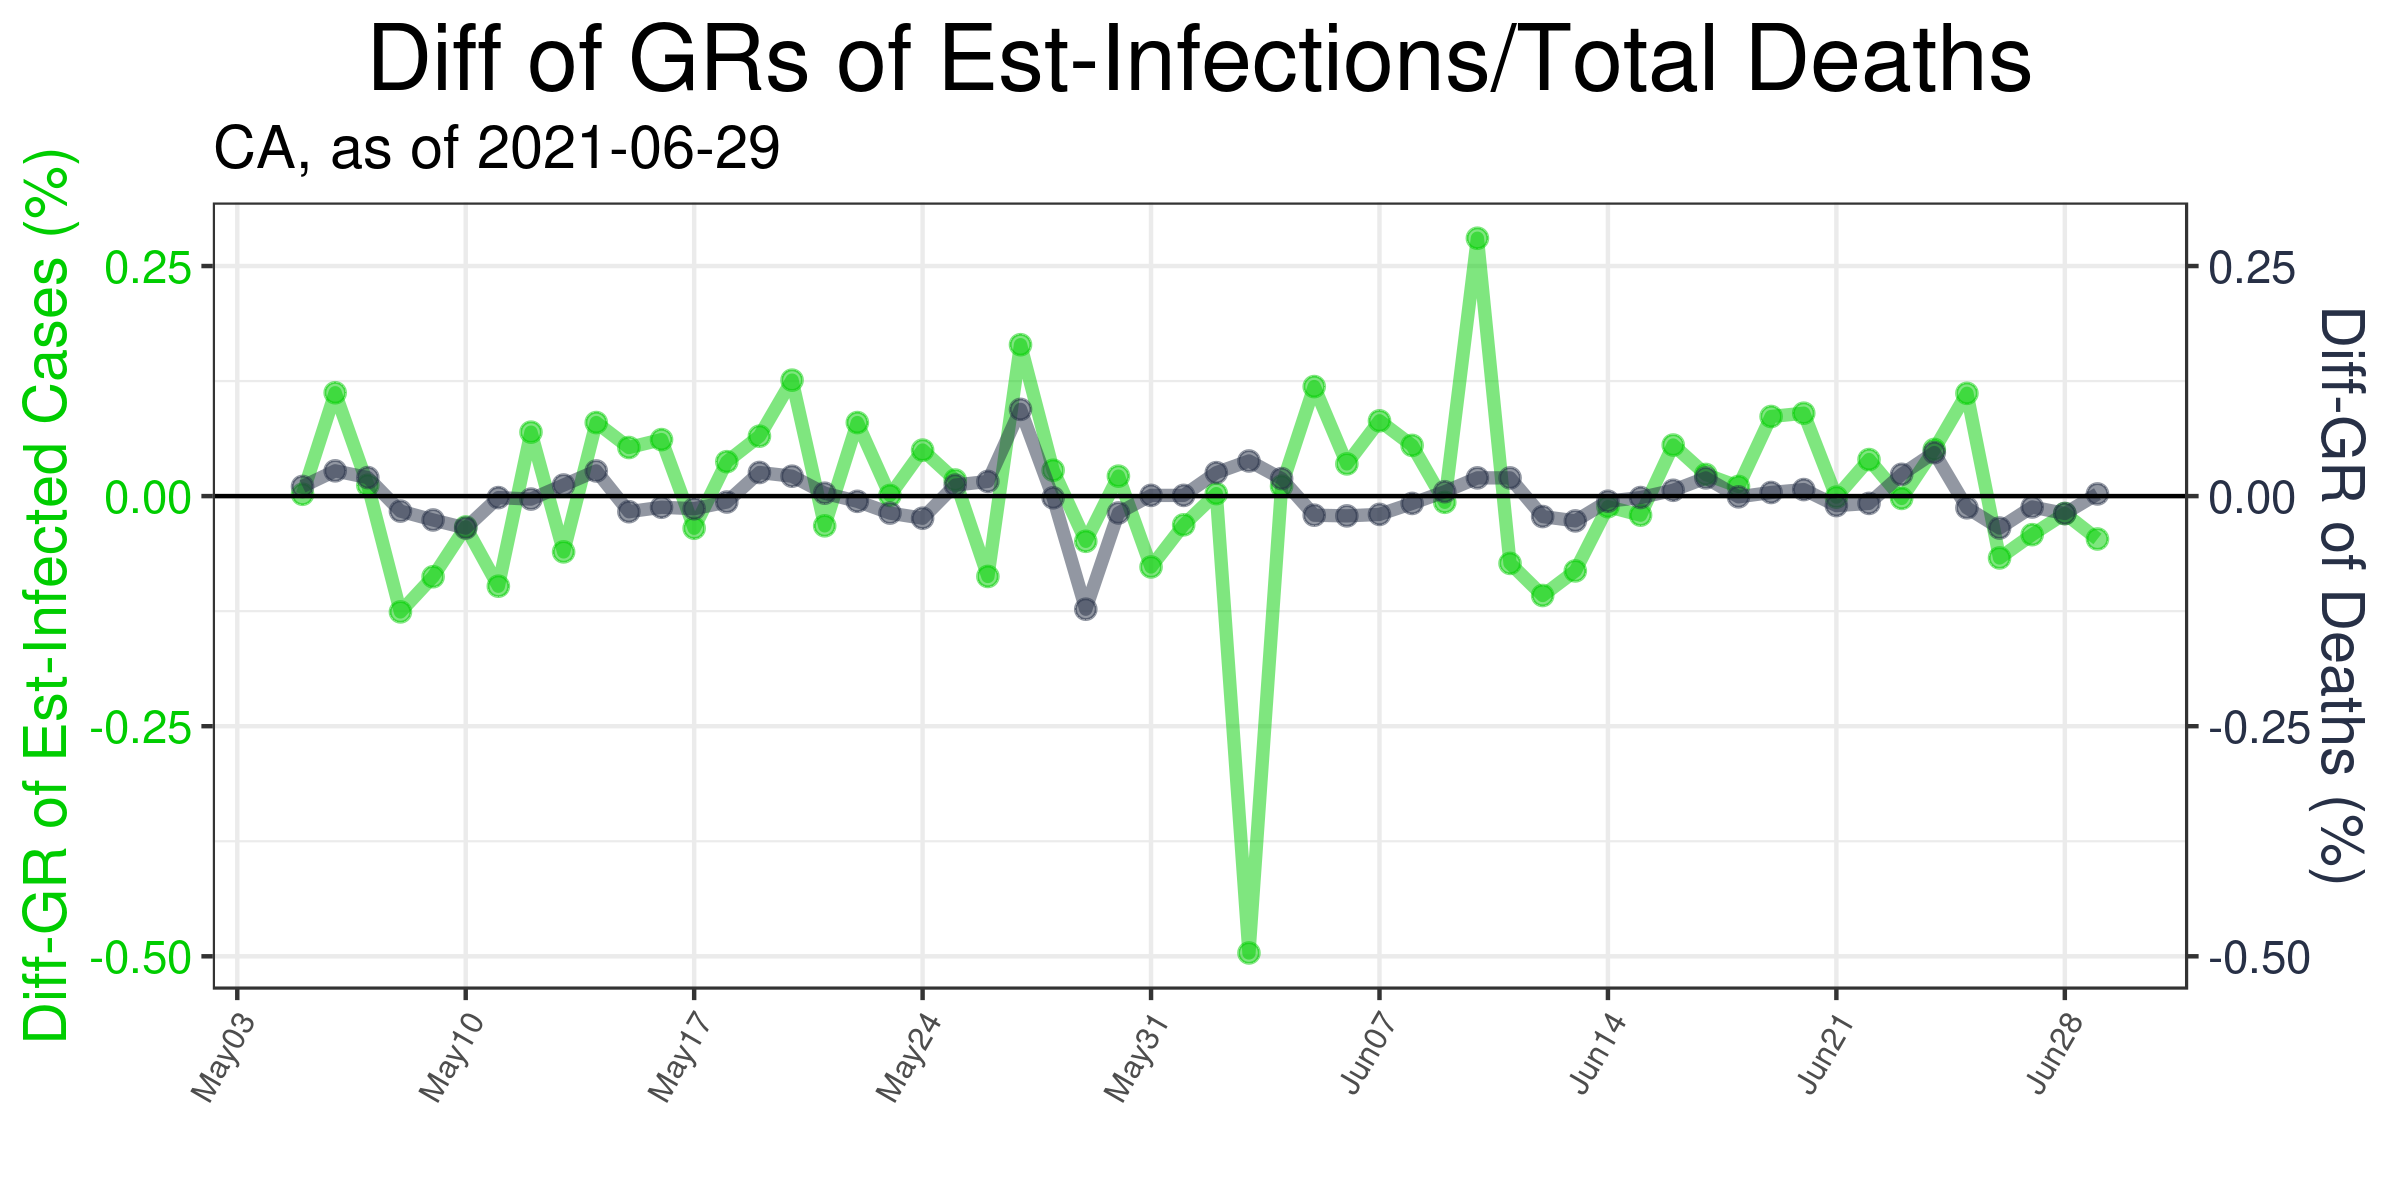 Diff of GRs of Est-Infections/Total Deaths
CA, as of 2021-06-29
Diff-GR of Est-Infected Cases (%)
0.25
0.00
-0.25
-0.50
0.25
0.00
-0.25
-0.50
Diff-GR of Deaths (%)
May03
May10
May17
May24
May31
Jun07
Jun14
Jun21
Jun28